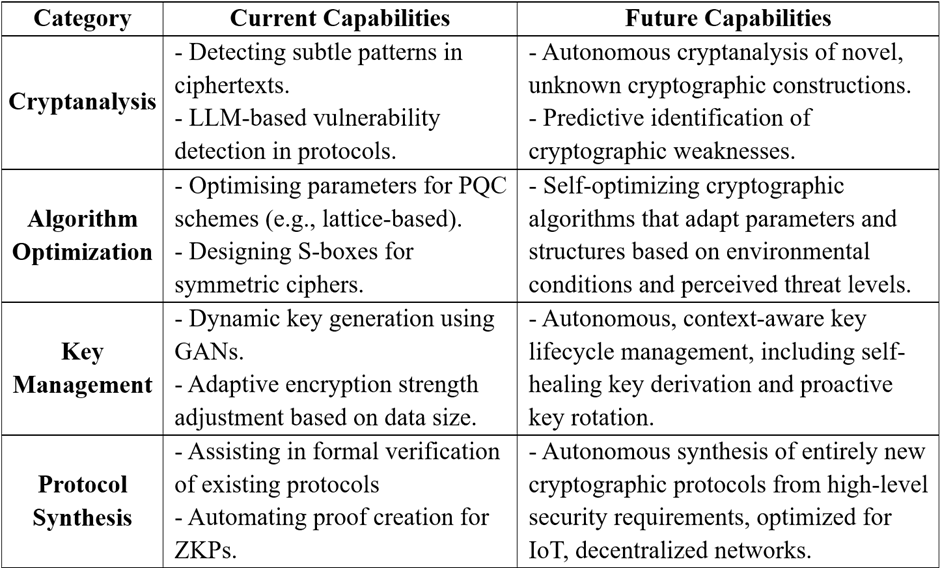 Category
Current Capabilities
Future Capabilities
Cryptanalysis
- Detecting subtle patterns in
ciphertexts.
- LLM-based vulnerability
detection in protocols.
- Autonomous cryptanalysis of novel,
unknown cryptographic constructions.
- Predictive identification of
cryptographic weaknesses.
Algorithm
Optimization
- Optimising parameters for PQC
schemes (e.g., lattice-based).
- Designing S-boxes for
symmetric ciphers.
- Self-optimizing cryptographic
algorithms that adapt parameters and
structures based on environmental
conditions and perceived threat levels.
Key
Management
- Dynamic key generation using
GANs.
- Adaptive encryption strength
adjustment based on data size.
- Autonomous, context-aware key
lifecycle management, including self-
healing key derivation and proactive
key rotation.
Protocol
Synthesis
- Assisting in formal verification
of existing protocols
- Automating proof creation for
ZKPs.
- Autonomous synthesis of entirely new
cryptographic protocols from high-level
security requirements, optimized for
IoT, decentralized networks.